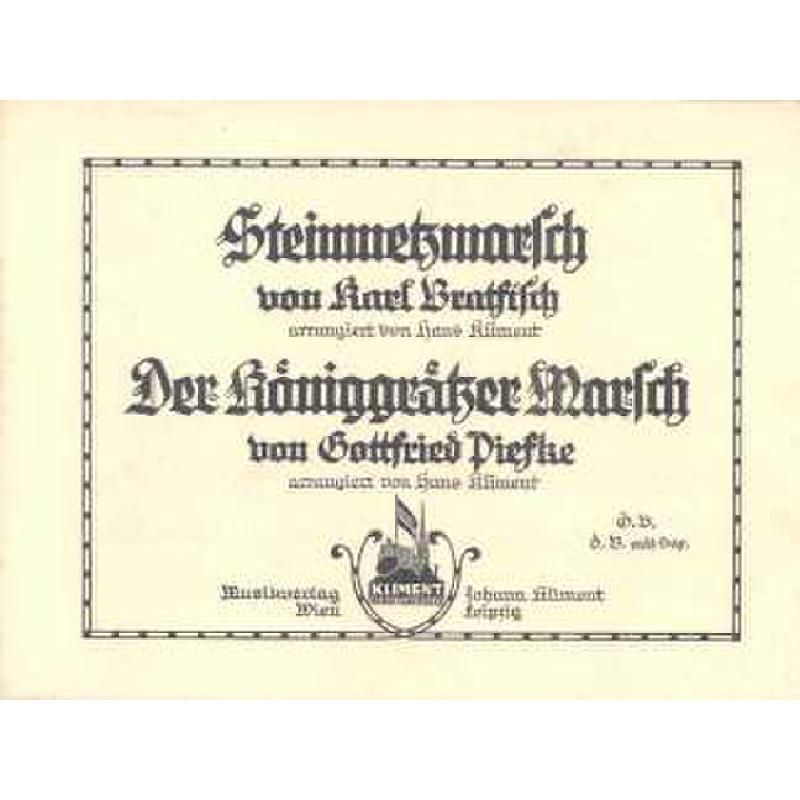 Steinmetzmarsch
von Karl Bratfisch
arrangiert von Hans Kliment
Der Königgrätzer Marsch
von Gottfried Piefke
arrangiert von Hans Kliment
KLIMENT
Musikverlag Johann Kliment
Wien Leipzig